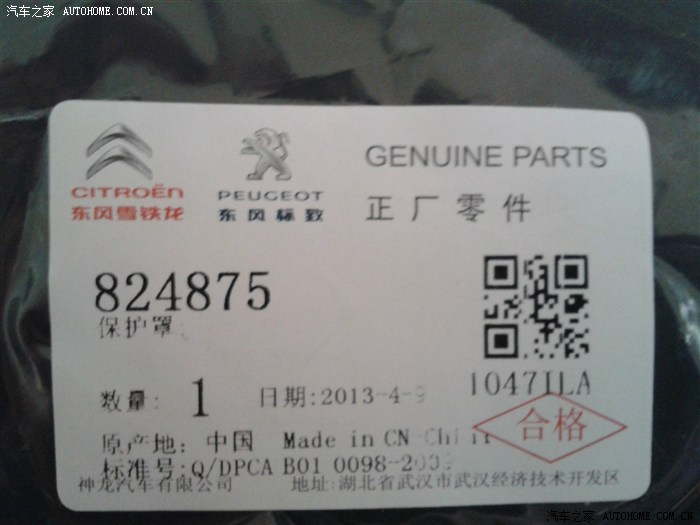 汽车之家 AUTOHOME.COM.CN
CITROËN PEUGEOT GENUINE PARTS
东风雪铁龙 东风标致 正厂零件
824875
保护罩
数量: 1 日期:2013-4-9 1047ILA
合格
原产地: 中国 Made in CN-China
标准号:Q/DPCA B01 0098-2009
神龙汽车有限公司 地址:湖北省武汉市武汉经济技术开发区
汽车之家 AUTOHOME.COM.CN